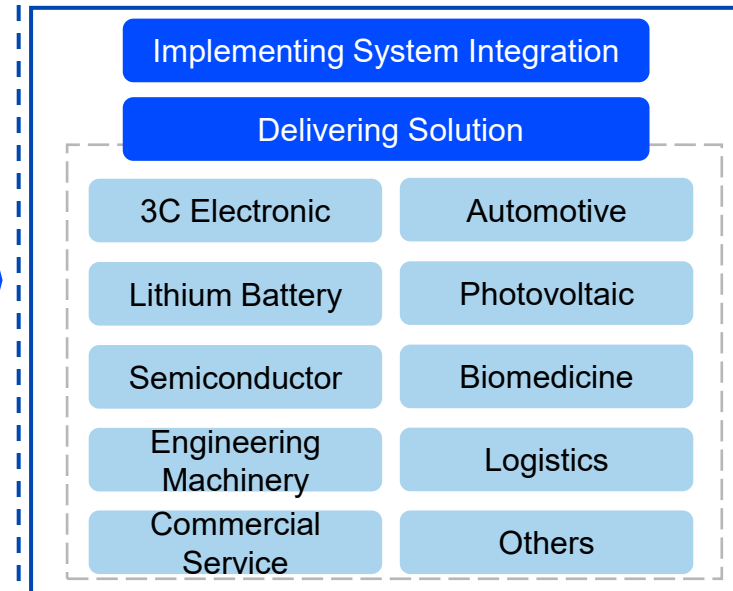 Implementing System Integration
Delivering Solution
3C Electronic
Automotive
Lithium Battery
Photovoltaic
Semiconductor
Biomedicine
Engineering
Machinery
Logistics
Commercial
Service
Others